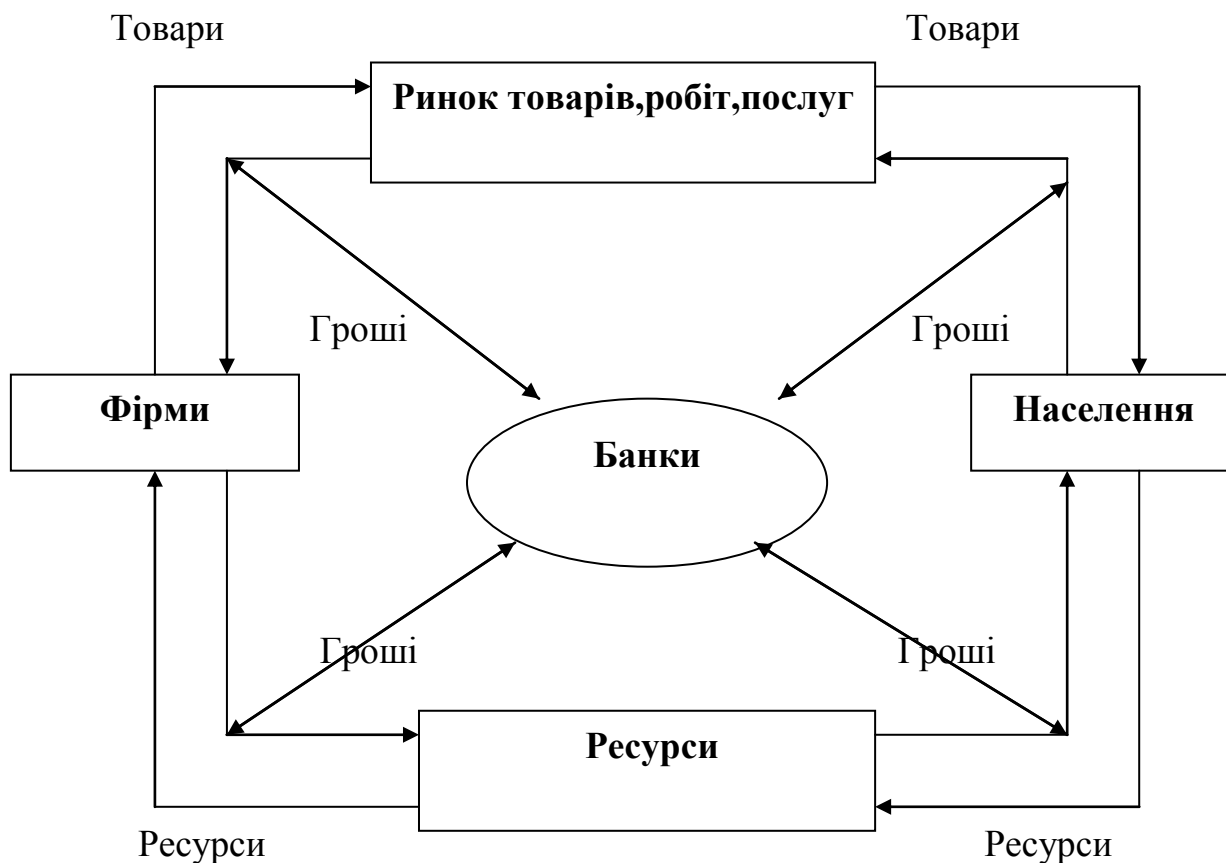 Товари
Товари
Ринок товарів,робіт,послуг
Гроші
Гроші
Фірми
Населення
Банки
Гроші
Гроші
Ресурси
Ресурси
Ресурси